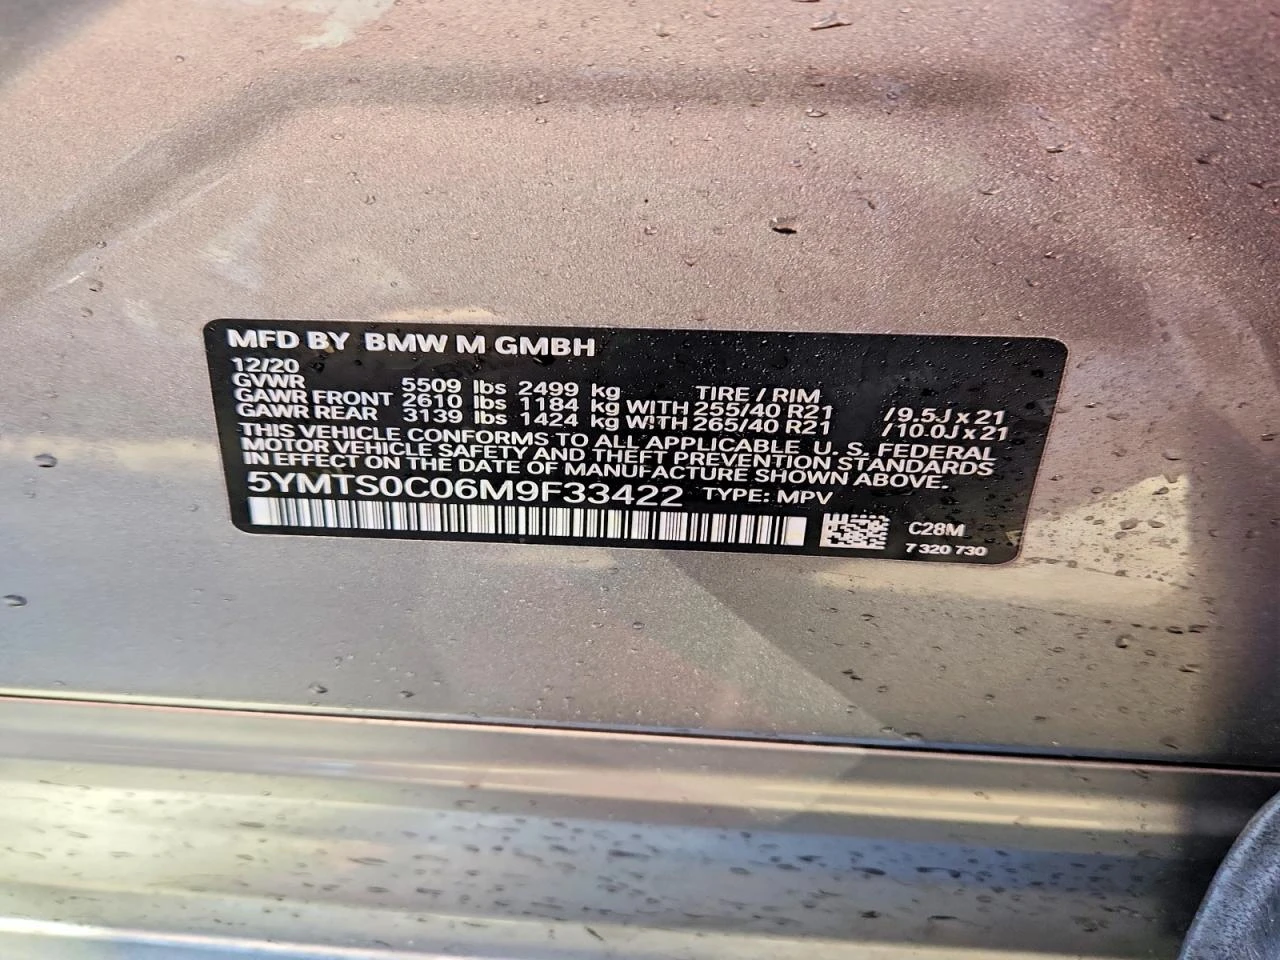 MFD BY BMW M GMBH
12/20
GVWR 5509 lbs 2499 kg TIRE / RIM
GAWR FRONT 2610 lbs 1184 kg WITH 255/40 R21 /9.5J x 21
GAWR REAR 3139 lbs 1424 kg WITH 265/40 R21 /10.0J x 21
THIS VEHICLE CONFORMS TO ALL APPLICABLE U. S. FEDERAL
MOTOR VEHICLE SAFETY AND THEFT PREVENTION STANDARDS
IN EFFECT ON THE DATE OF MANUFACTURE SHOWN ABOVE.
5YMTS0C06M9F33422 TYPE: MPV
C28M
7 320 730